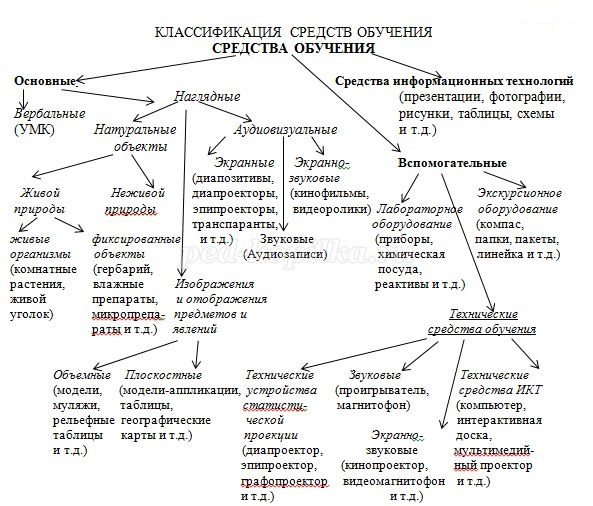 КЛАССИФИКАЦИЯ СРЕДСТВ ОБУЧЕНИЯ
СРЕДСТВА ОБУЧЕНИЯ
Основные
Вербальные
(УМК)
Наглядные
Натуральные
объекты
Живой
природы
живые
организмы
(комнатные
растения,
живой
уголок)
фиксированные
объекты
(гербарий,
влажные
препараты,
микропрепа-
раты и т.д.)
Неживой
природы
Изображения
и отображения
предметов и
явлений
Объемные
(модели,
муляжи,
рельефные
таблицы
и т.д.)
Плоскостные
(модели-аппликации,
таблицы,
географические
карты и т.д.)
Аудиовизуальные
Экранные
(диапозитивы,
диапроекторы,
эпипроекторы,
транспаранты,
и т.д.)
Звуковые
(Аудиозаписи)
Экранно-
звуковые
(кинофильмы,
видеоролики)
Средства информационных технологий
(презентации, фотографии,
рисунки, таблицы, схемы
и т.д.)
Вспомогательные
Лабораторное
оборудование
(приборы,
химическая
посуда,
реактивы и т.д.)
Экскурсионное
оборудование
(компас,
папки, пакеты,
линейка и т.д.)
Технические
средства обучения
Технические
устройства
статисти-
ческой
проекции
(диапроектор,
эпипроектор,
графопроектор
и т.д.)
Звуковые
(проигрыватель,
магнитофон)
Экранно-
звуковые
(кинопроектор,
видеомагнитофон
и т.д.)
Технические
средства ИКТ
(компьютер,
интерактивная
доска,
мультимедий-
ный проектор
и т.д.)